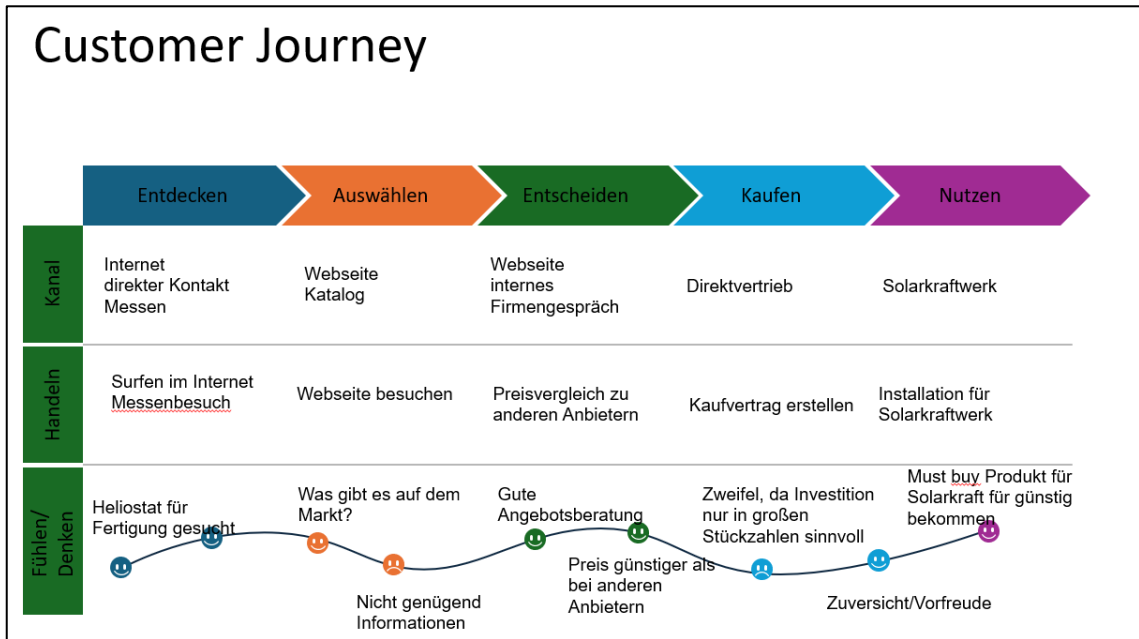 Customer Journey
Entdecken
Auswählen
Entscheiden
Kaufen
Nutzen
Kanal
Internet
direkter Kontakt
Messen
Webseite
Katalog
Webseite
internes
Firmengespräch
Direktvertrieb
Solarkraftwerk
Handeln
Surfen im Internet
Messenbesuch
Webseite besuchen
Preisvergleich zu
anderen Anbietern
Kaufvertrag erstellen
Installation für
Solarkraftwerk
Fühlen/
Denken
Heliostat für
Fertigung gesucht
Was gibt es auf dem
Markt?
Nicht genügend
Informationen
Gute
Angebotsberatung
Preis günstiger als
bei anderen
Anbietern
Zweifel, da Investition
nur in großen
Stückzahlen sinnvoll
Zuversicht/Vorfreude
Must buy Produkt für
Solarkraft für günstig
bekommen